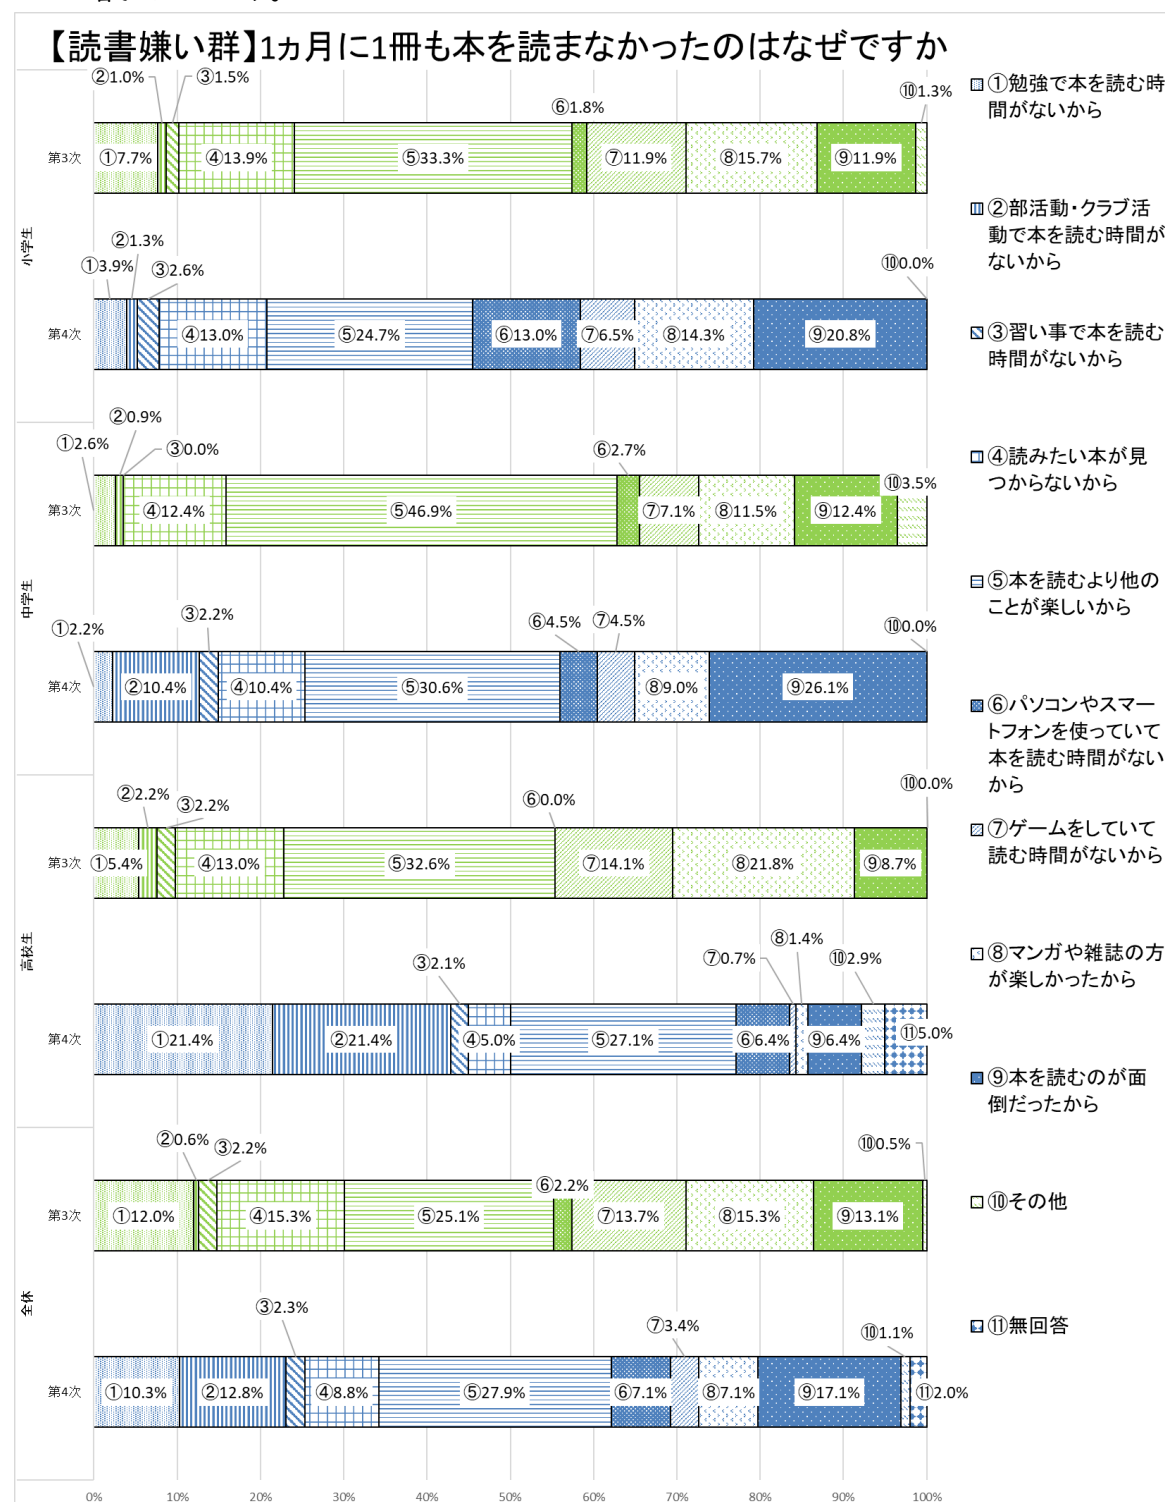 【読書嫌い群】1ヵ月に1冊も本を読まなかったのはなぜですか
小学生
②1.0%
③1.5%
⑥1.8%
⑩1.3%
第3次
①7.7%
④13.9%
⑤33.3%
⑦11.9%
⑧15.7%
⑨11.9%
②1.3%
①3.9%
③2.6%
⑩0.0%
第4次
④13.0%
⑤24.7%
⑥13.0%
⑦6.5%
⑧14.3%
⑨20.8%
中学生
②0.9%
①2.6%
③0.0%
⑥2.7%
⑩3.5%
第3次
④12.4%
⑤46.9%
⑦7.1%
⑧11.5%
⑨12.4%
③2.2%
①2.2%
⑥4.5%
⑦4.5%
⑩0.0%
第4次
②10.4%
④10.4%
⑤30.6%
⑧9.0%
⑨26.1%
高校生
②2.2%
③2.2%
⑥0.0%
⑩0.0%
第3次
①5.4%
④13.0%
⑤32.6%
⑦14.1%
⑧21.8%
⑨8.7%
③2.1%
⑦0.7%
⑧1.4%
⑩2.9%
第4次
①21.4%
②21.4%
④5.0%
⑤27.1%
⑥6.4%
⑨6.4%
⑪5.0%
全体
②0.6%
③2.2%
⑥2.2%
⑩0.5%
第3次
①12.0%
④15.3%
⑤25.1%
⑦13.7%
⑧15.3%
⑨13.1%
③2.3%
⑦3.4%
⑩1.1%
第4次
①10.3%
②12.8%
④8.8%
⑤27.9%
⑥7.1%
⑧7.1%
⑨17.1%
⑪2.0%
0%
10%
20%
30%
40%
50%
60%
70%
80%
90%
100%
①勉強で本を読む時
間がないから
②部活動・クラブ活
動で本を読む時間が
ないから
③習い事で本を読む
時間がないから
④読みたい本が見
つからないから
⑤本を読むより他の
ことが楽しいから
⑥パソコンやスマー
トフォンを使っていて
本を読む時間がない
から
⑦ゲームをしていて
読む時間がないから
⑧マンガや雑誌の方
が楽しかったから
⑨本を読むのが面
倒だったから
⑩その他
⑪無回答